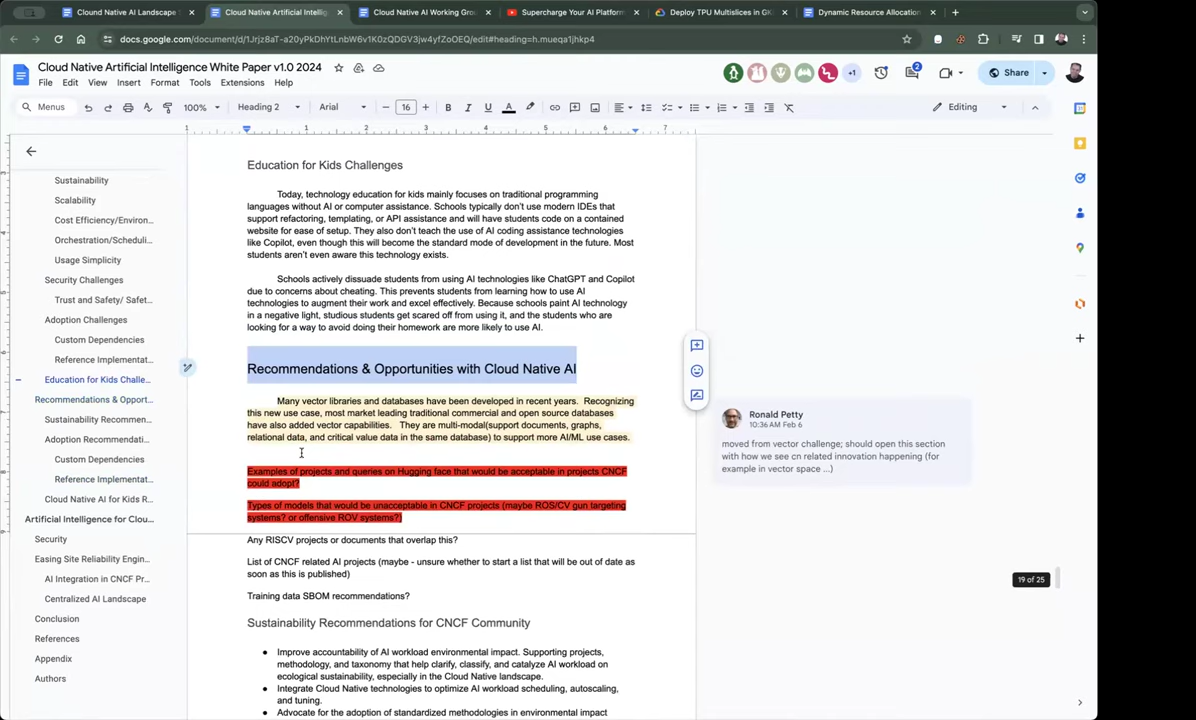 Cloud Native AI Landscape
Cloud Native Artificial Intellig
Cloud Native AI Working Gro
Supercharge Your AI Platform
Deploy TPU Multislices in GK
Dynamic Resource Allocation
docs.google.com/document/d/1Jrjz8aT-a20yPkDhYtLnbW6v1K0zQDGV3jw4yfZoOEQ/edit#heading=h.mueqa1jhkp4
Cloud Native Artificial Intelligence White Paper v1.0 2024
File Edit View Insert Format Tools Extensions Help
+1
2
Share
Menus
100%
Heading 2
Arial
16
B I U A
Editing
1 1 2 3 4 5 6 7
Sustainability
Scalability
Cost Efficiency/Environ...
Orchestration/Scheduli...
Usage Simplicity
Security Challenges
Trust and Safety/ Safet...
Adoption Challenges
Custom Dependencies
Reference Implementat...
Education for Kids Challe...
Recommendations & Opport...
Sustainability Recommen...
Adoption Recommendati...
Custom Dependencies
Reference Implementat...
Cloud Native AI for Kids R...
Artificial Intelligence for Clou...
Security
Easing Site Reliability Engin...
AI Integration in CNCF Pr...
Centralized AI Landscape
Conclusion
References
Appendix
Authors
Education for Kids Challenges
Today, technology education for kids mainly focuses on traditional programming
languages without AI or computer assistance. Schools typically don't use modern IDEs that
support refactoring, templating, or API assistance and will have students code on a contained
website for ease of setup. They also don't teach the use of AI coding assistance technologies
like Copilot, even though this will become the standard mode of development in the future. Most
students aren't even aware this technology exists.
Schools actively dissuade students from using AI technologies like ChatGPT and Copilot
due to concerns about cheating. This prevents students from learning how to use AI
technologies to augment their work and excel effectively. Because schools paint AI technology
in a negative light, studious students get scared off from using it, and the students who are
looking for a way to avoid doing their homework are more likely to use AI.
Recommendations & Opportunities with Cloud Native AI
Many vector libraries and databases have been developed in recent years. Recognizing
this new use case, most market leading traditional commercial and open source databases
have also added vector capabilities. They are multi-modal(support documents, graphs,
relational data, and critical value data in the same database) to support more AI/ML use cases.
Examples of projects and queries on Hugging face that would be acceptable in projects CNCF
could adopt?
Types of models that would be unacceptable in CNCF projects (maybe ROS/CV gun targeting
systems? or offensive ROV systems?)
Any RISCV projects or documents that overlap this?
List of CNCF related AI projects (maybe - unsure whether to start a list that will be out of date as
soon as this is published)
Training data SBOM recommendations?
Sustainability Recommendations for CNCF Community
● Improve accountability of AI workload environmental impact. Supporting projects,
methodology, and taxonomy that help clarify, classify, and catalyze AI workload on
ecological sustainability, especially in the Cloud Native landscape.
● Integrate Cloud Native technologies to optimize AI workload scheduling, autoscaling,
and tuning.
● Advocate for the adoption of standardized methodologies in environmental impact
Ronald Petty
10:36 AM Feb 6
moved from vector challenge; should open this section
with how we see cn related innovation happening (for
example in vector space ...)
19 of 25